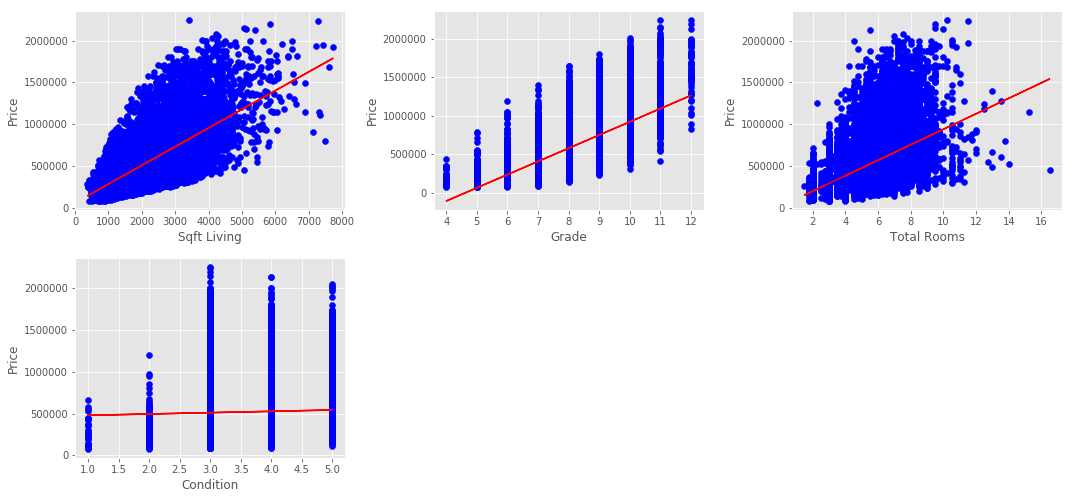 Price
2000000
1500000
1000000
500000
0
0 1000 2000 3000 4000 5000 6000 7000 8000
Sqft Living
Price
2000000
1500000
1000000
500000
0
4 5 6 7 8 9 10 11 12
Grade
Price
2000000
1500000
1000000
500000
0
2 4 6 8 10 12 14 16
Total Rooms
Price
2000000
1500000
1000000
500000
0
1.0 1.5 2.0 2.5 3.0 3.5 4.0 4.5 5.0
Condition